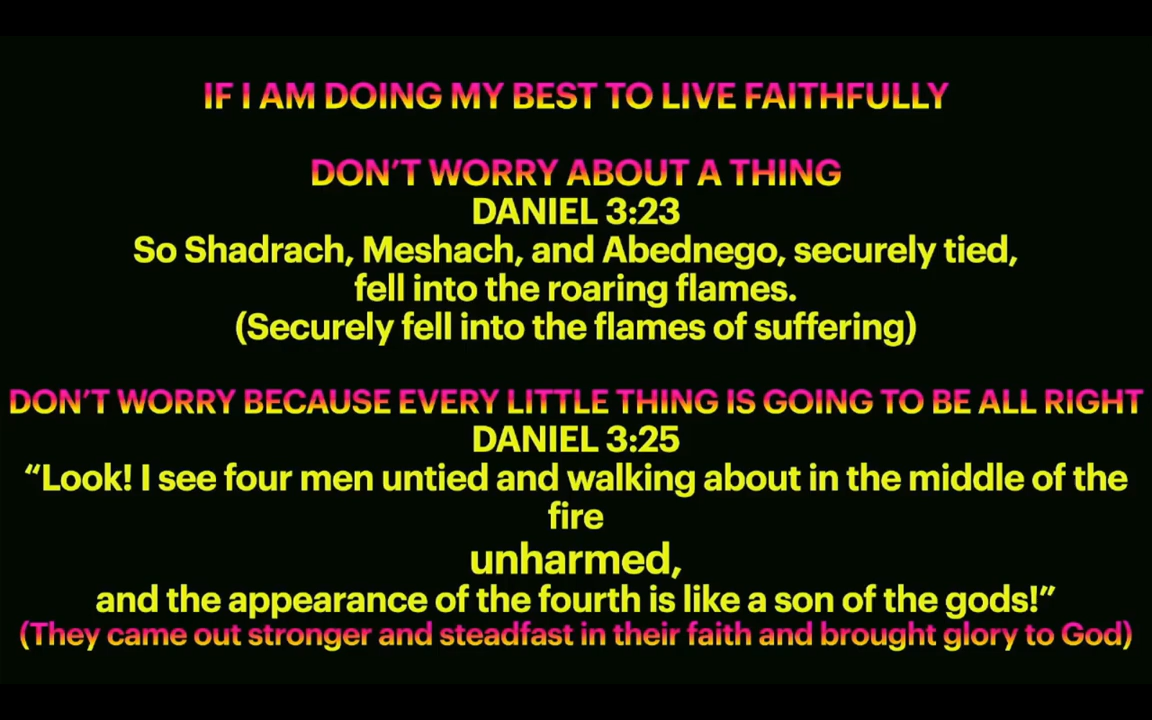 IF I AM DOING MY BEST TO LIVE FAITHFULLY
DON'T WORRY ABOUT A THING
DANIEL 3:23
So Shadrach, Meshach, and Abednego, securely tied,
fell into the roaring flames.
(Securely fell into the flames of suffering)
DON'T WORRY BECAUSE EVERY LITTLE THING IS GOING TO BE ALL RIGHT
DANIEL 3:25
“Look! I see four men untied and walking about in the middle of the
fire
unharmed,
and the appearance of the fourth is like a son of the gods!”
(They came out stronger and steadfast in their faith and brought glory to God)